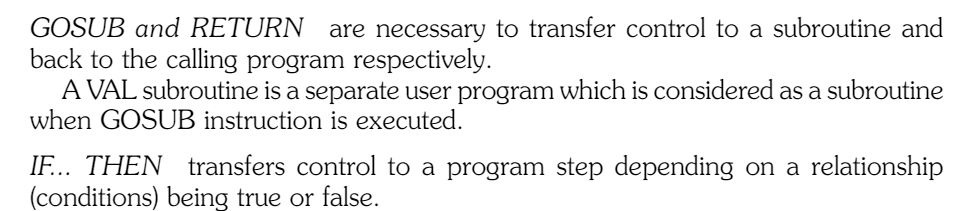 GOSUB and RETURN are necessary to transfer control to a subroutine and
back to the calling program respectively.
A VAL subroutine is a separate user program which is considered as a subroutine
when GOSUB instruction is executed.
IF... THEN transfers control to a program step depending on a relationship
(conditions) being true or false.